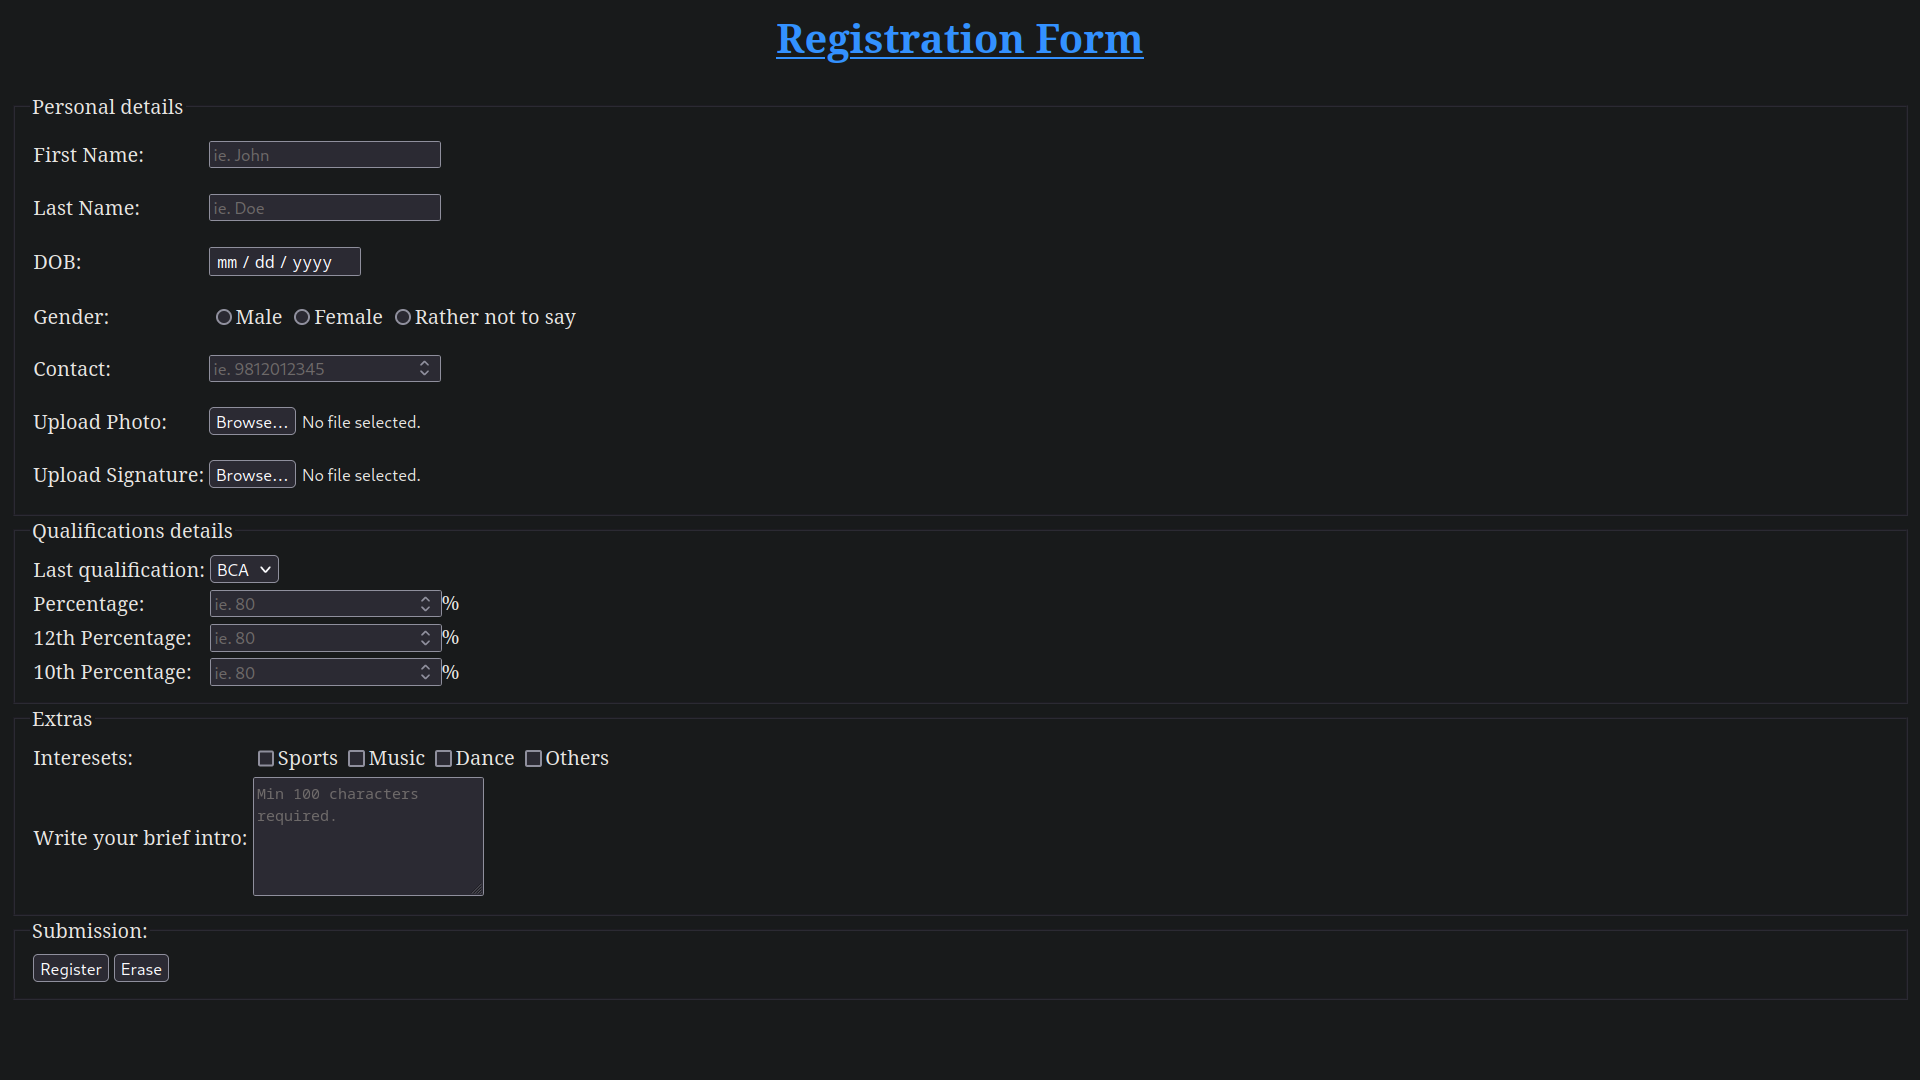 Registration Form
Personal details
First Name: ie. John
Last Name: ie. Doe
DOB: mm / dd / yyyy
Gender: Male Female Rather not to say
Contact: ie. 9812012345
Upload Photo: Browse... No file selected.
Upload Signature: Browse... No file selected.
Qualifications details
Last qualification: BCA
Percentage: ie. 80 %
12th Percentage: ie. 80 %
10th Percentage: ie. 80 %
Extras
Interesets: Sports Music Dance Others
Write your brief intro: Min 100 characters
required.
Submission:
Register Erase